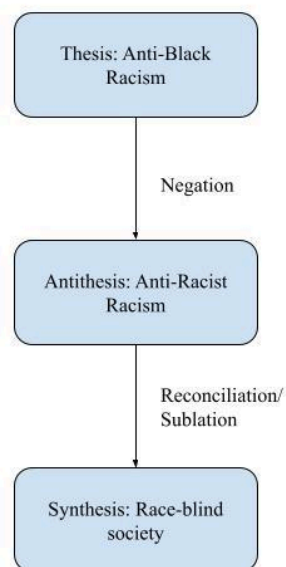 Thesis: Anti-Black
Racism
Negation
Antithesis: Anti-Racist
Racism
Reconciliation/
Sublation
Synthesis: Race-blind
society